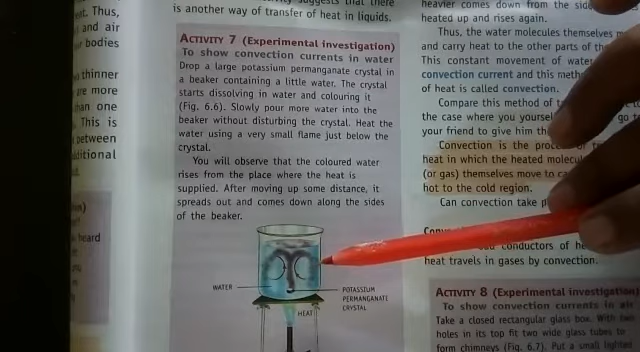 eat. Thus,
and air
bodies
thinner
are more
than one
This is
between
additional
heard
is another way of transfer of heat in liquids.
ACTIVITY 7 (Experimental investigation)
To show convection currents in water
Drop a large potassium permanganate crystal in
a beaker containing a little water. The crystal
starts dissolving in water and colouring it
(Fig. 6.6). Slowly pour more water into the
beaker without disturbing the crystal. Heat the
water using a very small flame just below the
crystal.
You will observe that the coloured water
rises from the place where the heat is
supplied. After moving up some distance, it
spreads out and comes down along the sides
of the beaker.
WATER
POTASSIUM
PERMANGANATE
CRYSTAL
HEAT
heavier comes down from the side
heated up and rises again.
Thus, the water molecules themselves
and carry heat to the other parts of
This constant movement of water
convection current and this
of heat is called convection.
Compare this method of
the case where you
your friend to give him
Convection is the
heat in which the heated
(or gas) themselves move to
hot to the cold region.
Can convection take
conductors of
heat travels in gases by convection.
ACTIVITY 8 (Experimental investigation)
To show convection currents in air
Take a closed rectangular glass box. With two
holes in its top fit two wide glass tubes to
form chimneys (Fig. 6.7). Put a small lighted